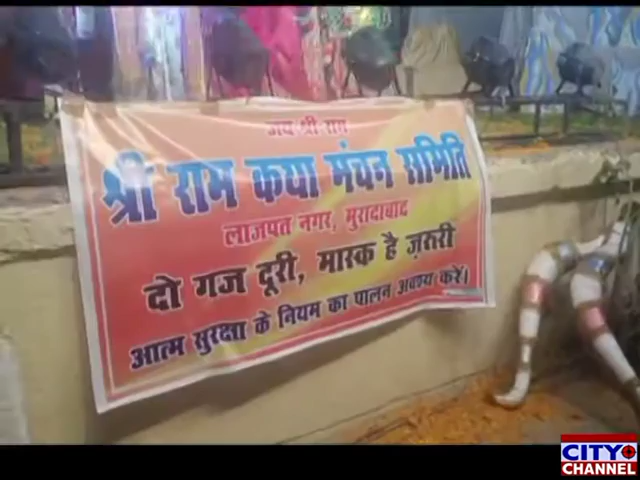 जय श्री राम
श्री राम कथा मंचन समिति
लाजपत नगर, मुरादाबाद
दो गज दूरी, मास्क है ज़रुरी
आत्म सुरक्षा के नियम का पालन अवश्य करें।
CITY
CHANNEL